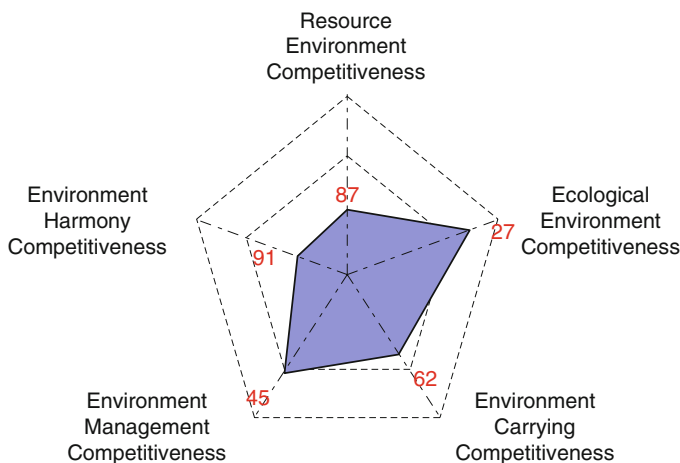 Resource
Environment
Competitiveness
87
Ecological
Environment
Competitiveness
27
Environment
Harmony
Competitiveness
91
62
45
Environment
Management
Competitiveness
Environment
Carrying
Competitiveness